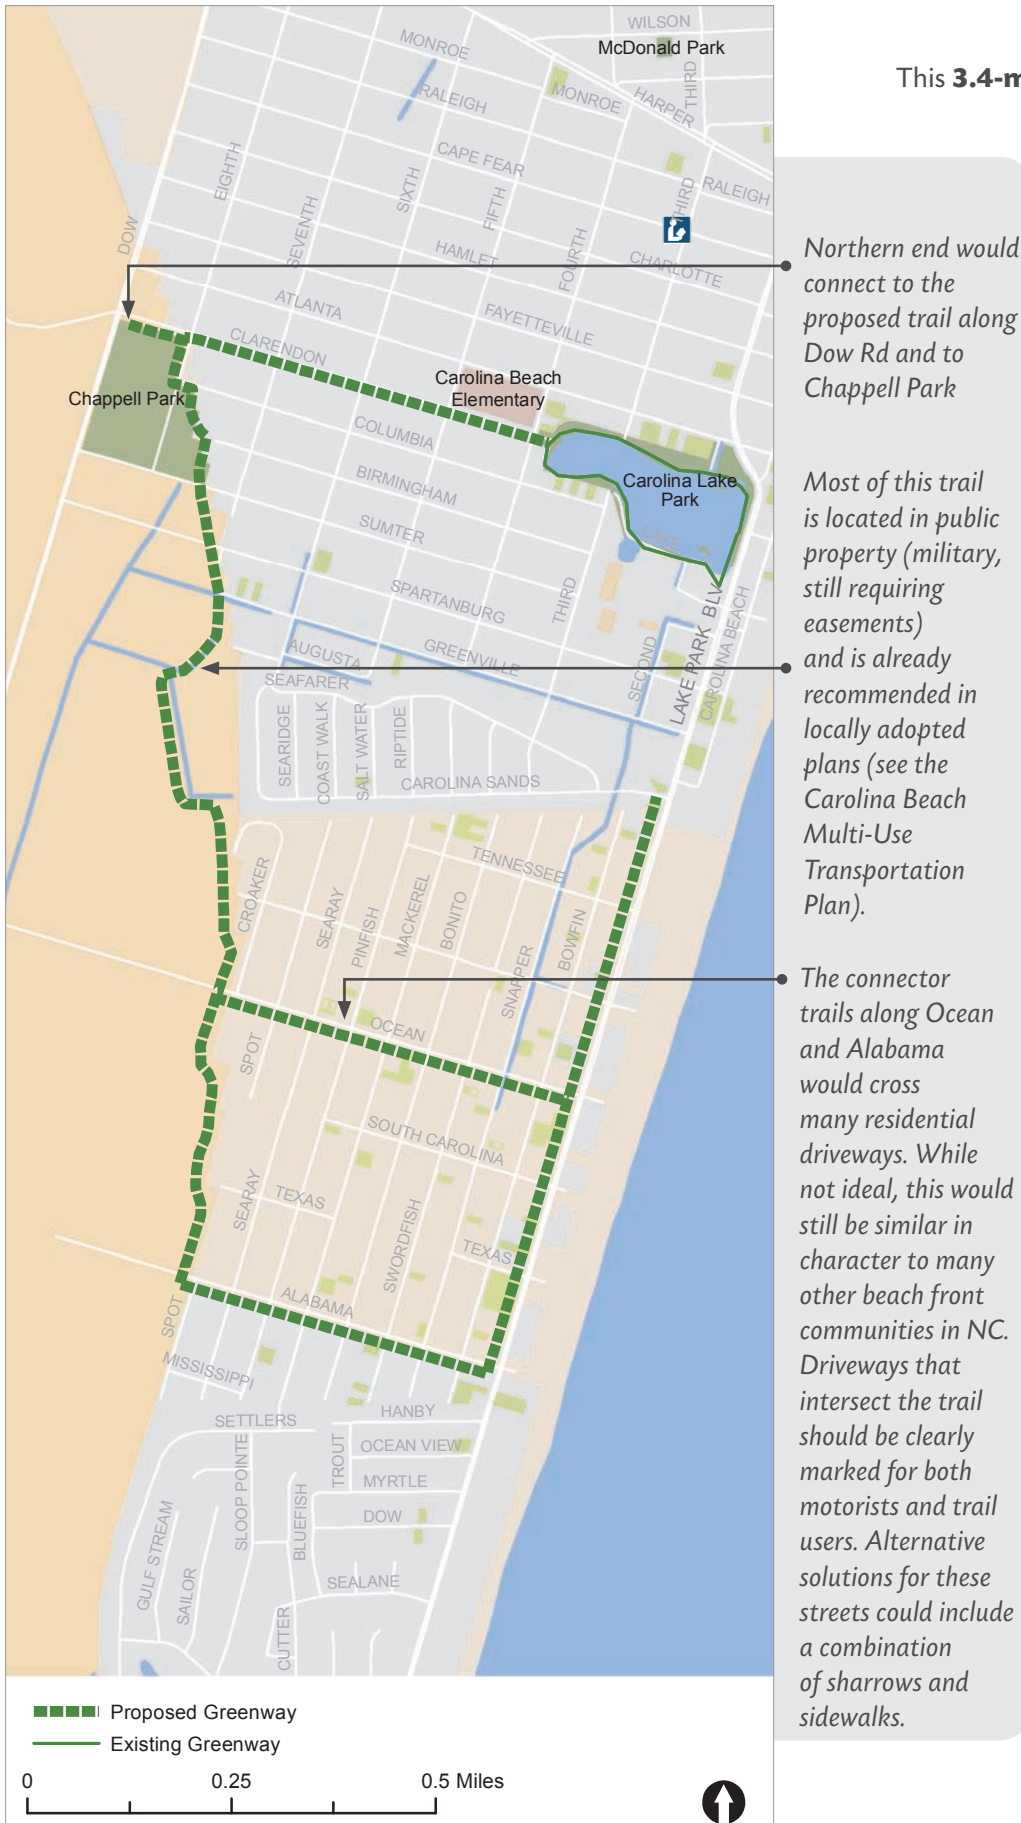 WILSON
McDonald Park
MONROE
This 3.4-m
RALEIGH
MONROE
HARPER
THIRD
CAPE FEAR
EIGHTH
SIXTH
FIFTH
THIRD
RALEIGH
DOW
SEVENTH
HAMLET
FOURTH
CHARLOTTE
ATLANTA
FAYETTEVILLE
CLARENDON
Carolina Beach
Elementary
Chappell Park
COLUMBIA
BIRMINGHAM
Carolina Lake
Park
SUMTER
LAKE
SPARTANBURG
THIRD
LAKE PARK BLV
CAROLINA BEACH
AUGUSTA
GREENVILLE
SECOND
SEAFARER
SEARIDGE
COAST WALK
SALT WATER
RIPTIDE
CAROLINA SANDS
TENNESSEE
CROAKER
SEARAY
PINFISH
MACKEREL
BONITO
SNAPPER
BOWFIN
OCEAN
SPOT
SOUTH CAROLINA
SEARAY
TEXAS
SWORDFISH
TEXAS
SPOT
ALABAMA
MISSISSIPPI
SETTLERS
HANBY
SLOOP POINTE
TROUT
OCEAN VIEW
MYRTLE
BLUEFISH
DOW
GULF STREAM
SAILOR
SEALANE
CUTTER
Northern end would
connect to the
proposed trail along
Dow Rd and to
Chappell Park
Most of this trail
is located in public
property (military,
still requiring
easements)
and is already
recommended in
locally adopted
plans (see the
Carolina Beach
Multi-Use
Transportation
Plan).
The connector
trails along Ocean
and Alabama
would cross
many residential
driveways. While
not ideal, this would
still be similar in
character to many
other beach front
communities in NC.
Driveways that
intersect the trail
should be clearly
marked for both
motorists and trail
users. Alternative
solutions for these
streets could include
a combination
of sharrows and
sidewalks.
Proposed Greenway
Existing Greenway
0 0.25 0.5 Miles